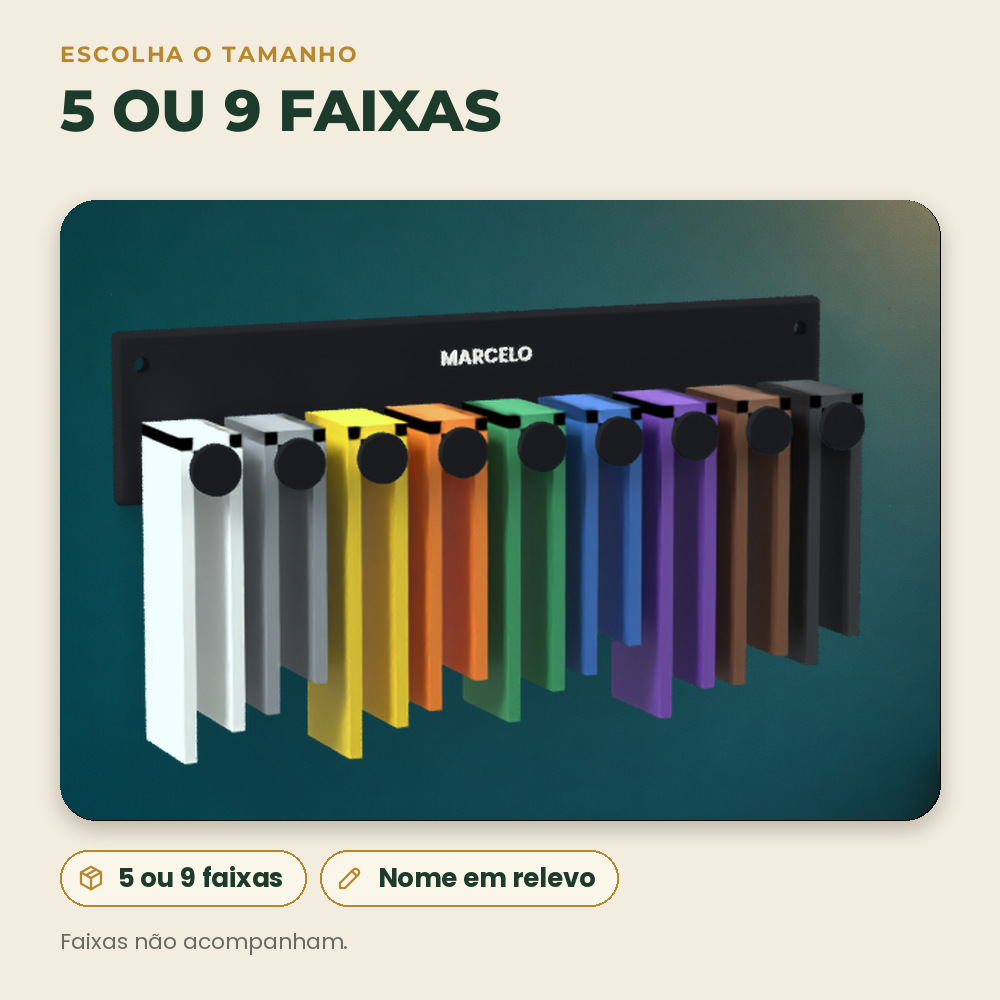 ESCOLHA O TAMANHO
5 OU 9 FAIXAS
MARCELO
5 ou 9 faixas
Nome em relevo
Faixas não acompanham.